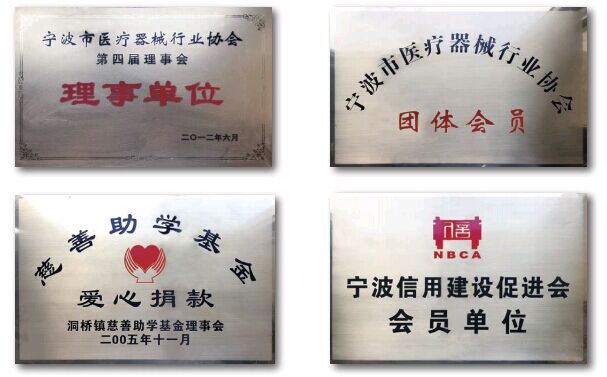 宁波市医疗器械行业协会
第四届理事会
理事单位
二〇一二年六月
宁波市医疗器械行业协会
团体会员
慈善助学基金
爱心捐款
洞桥镇慈善助学基金理事会
二00五年十一月
信
NBCA
宁波信用建设促进会
会员单位